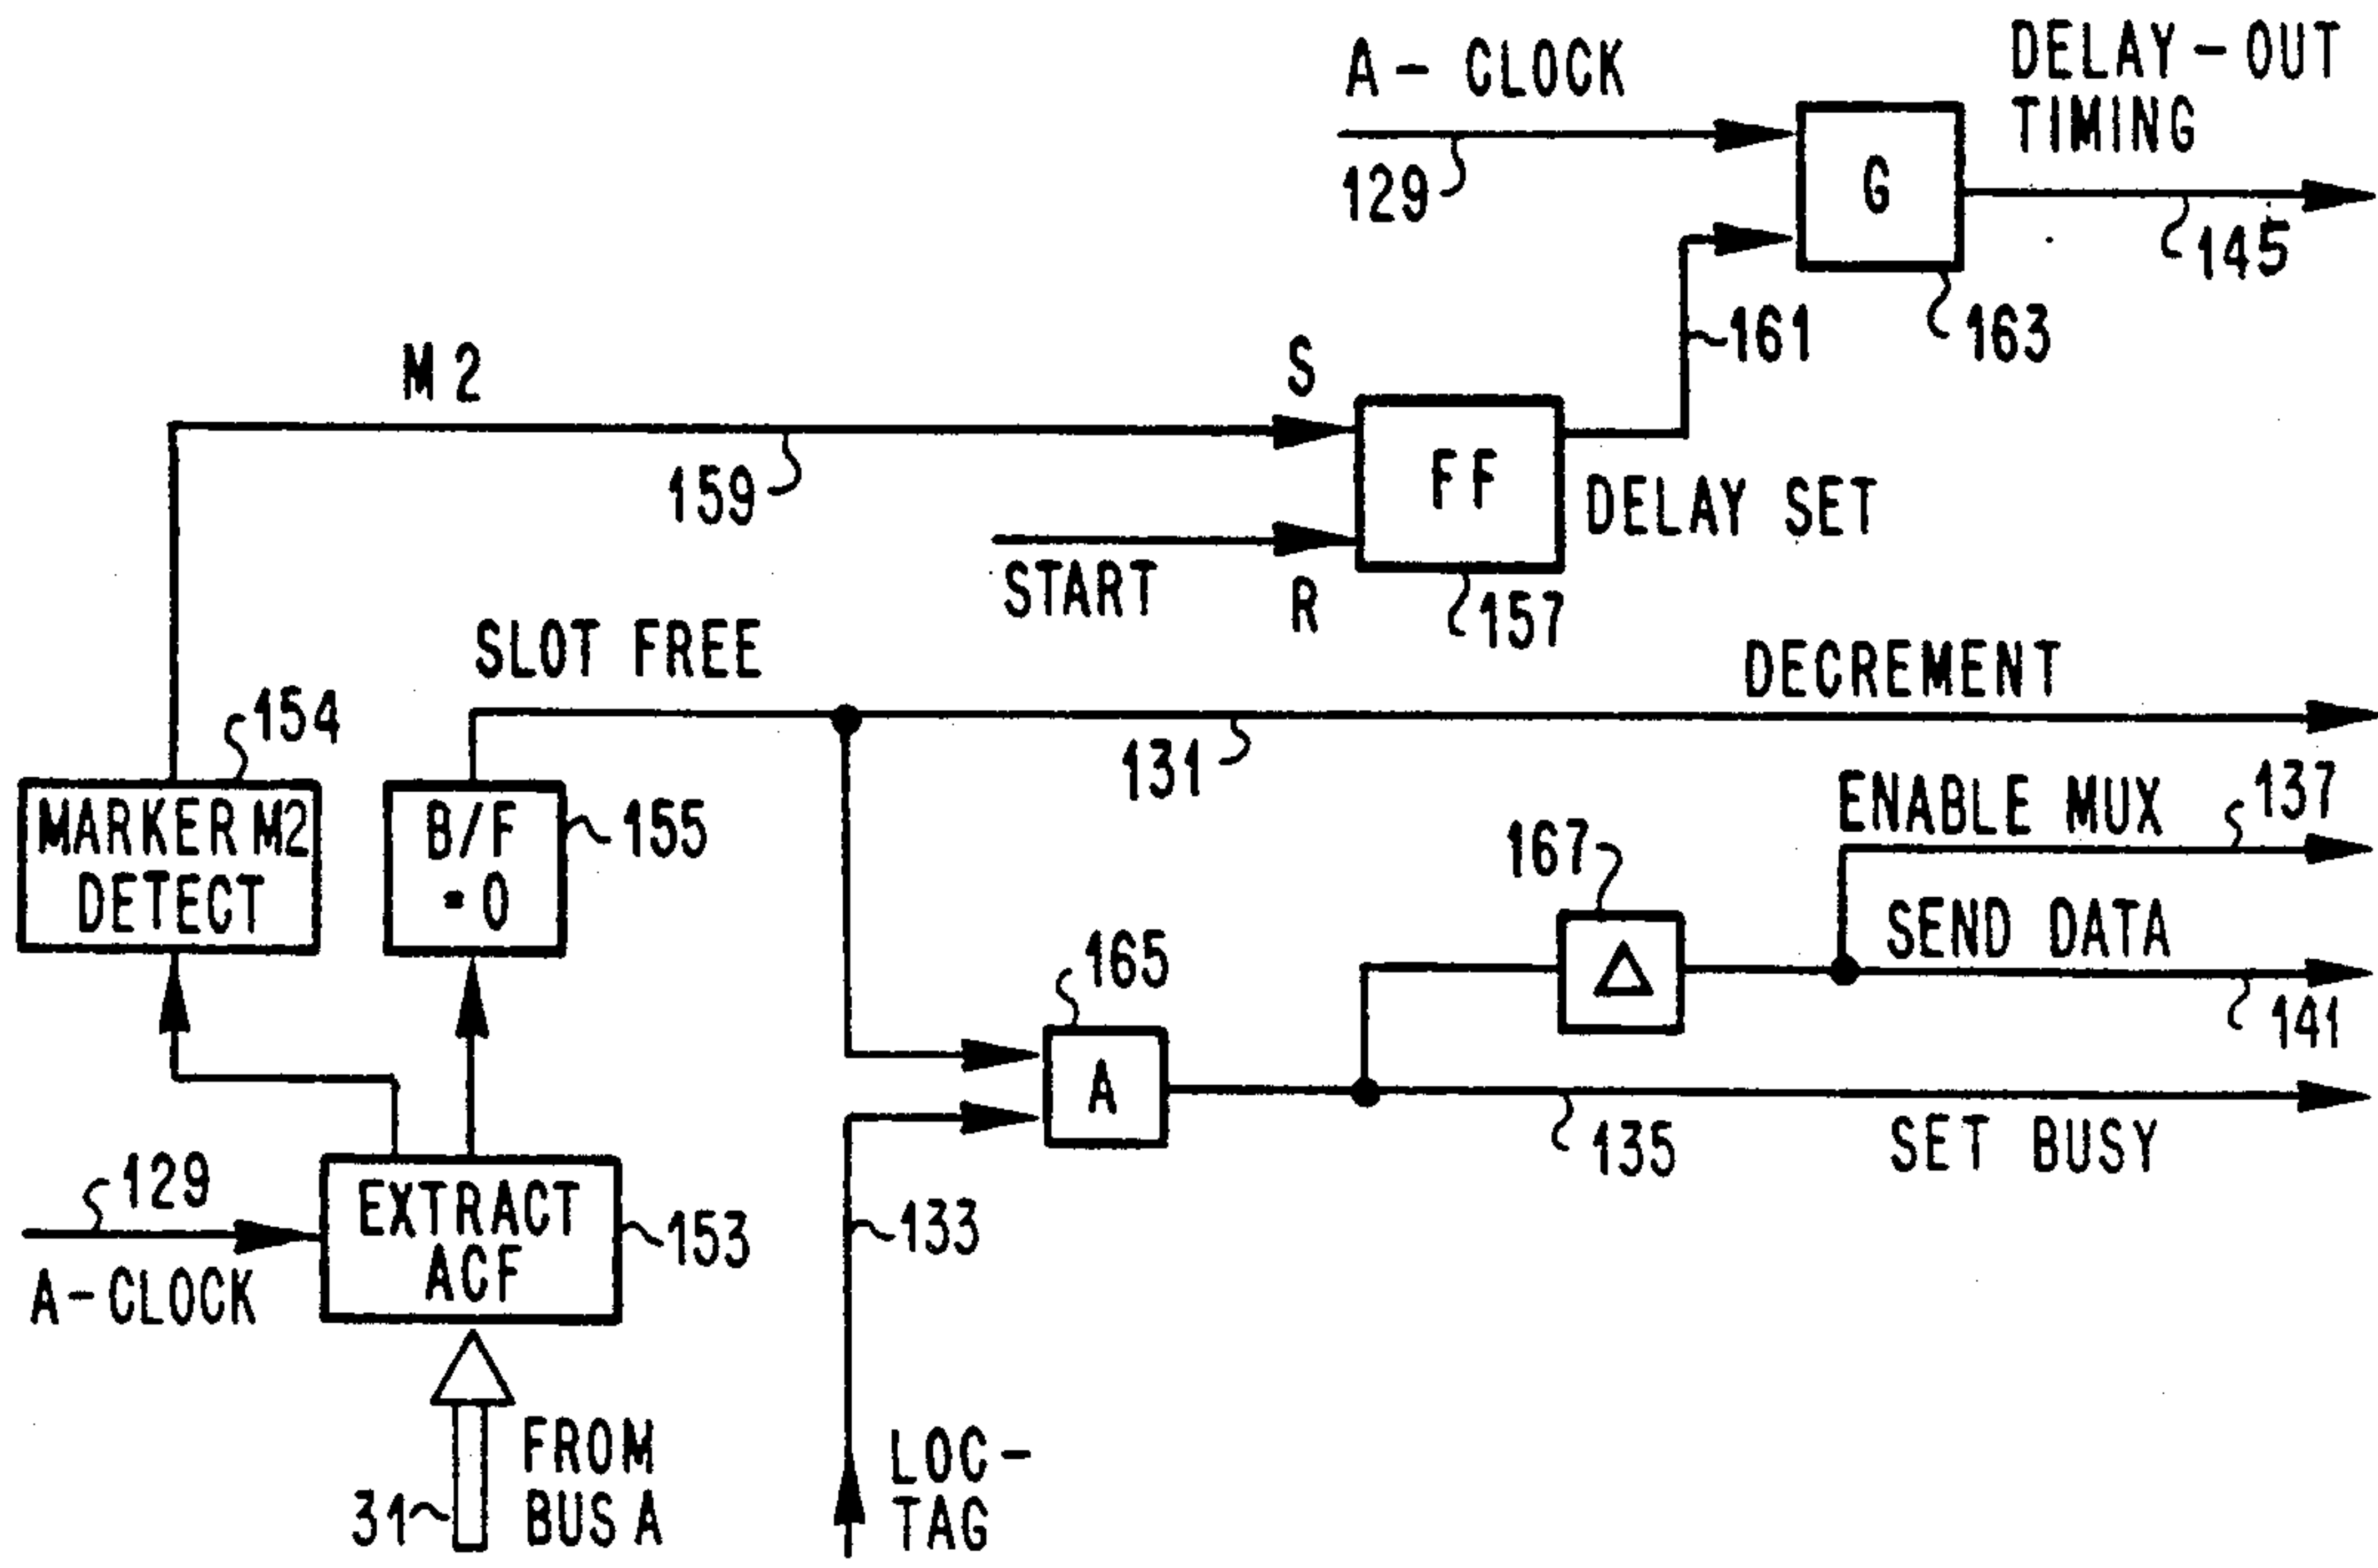 A - CLOCK
DELAY - OUT
TIMING
129
G
145
161
163
M 2
S
159
FF
DELAY SET
START
R
157
SLOT FREE
DECREMENT
154
131
137
MARKER M2
DETECT
B/F
= 0
155
ENABLE MUX
167
SEND DATA
165
Δ
141
A
135
SET BUSY
129
EXTRACT
ACF
153
133
A-CLOCK
FROM
BUS A
31
LOC-
TAG